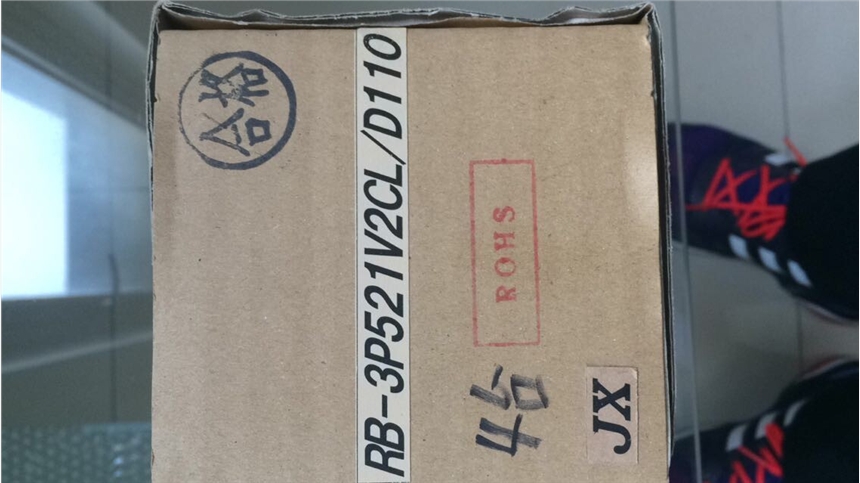 合格
RB-3P521V2CL/D110
ROHS
4台
JX